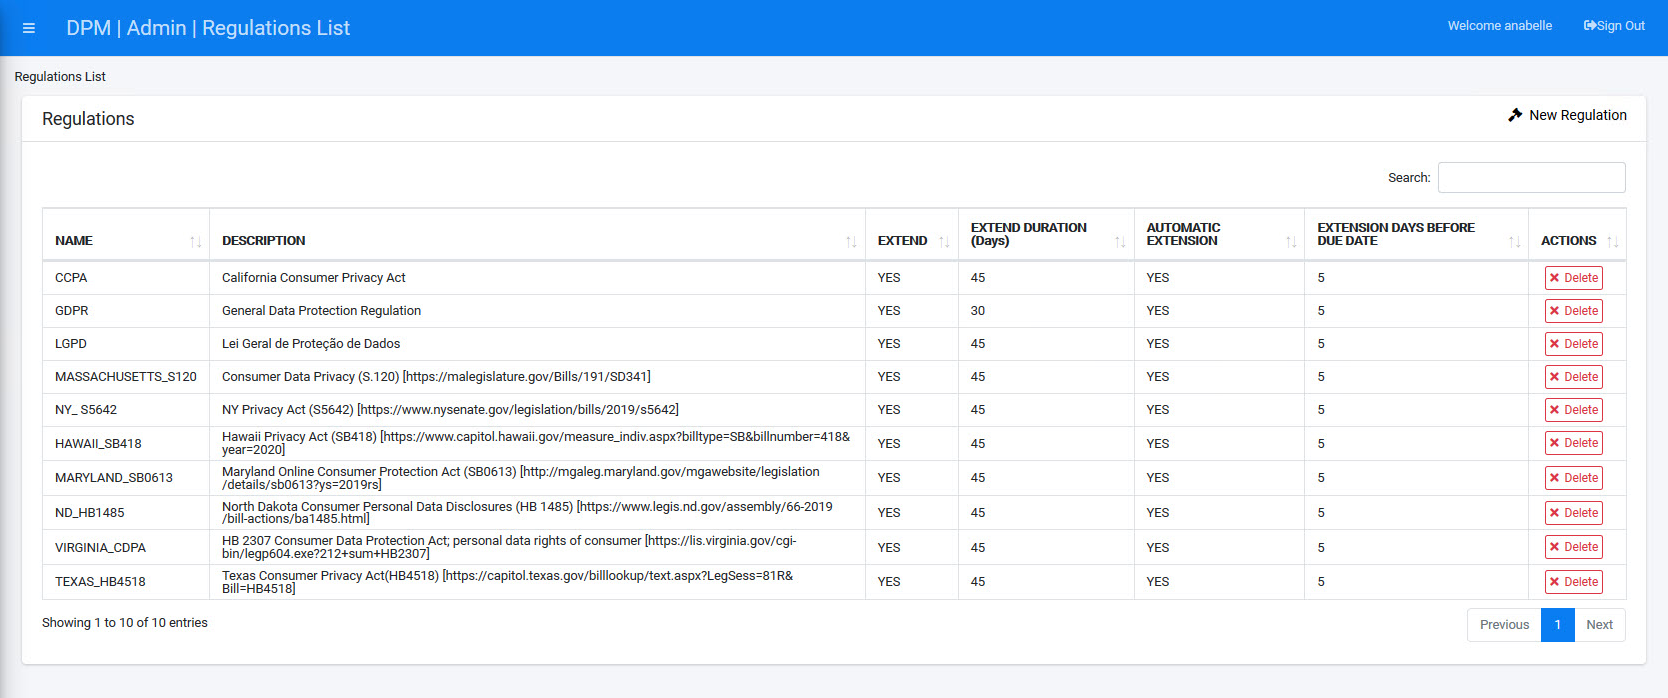 DPM | Admin | Regulations List
Welcome anabelle
Sign Out
Regulations List
Regulations
New Regulation
Search:
NAME
DESCRIPTION
EXTEND
EXTEND DURATION
(Days)
AUTOMATIC
EXTENSION
EXTENSION DAYS BEFORE
DUE DATE
ACTIONS
CCPA California Consumer Privacy Act YES 45 YES 5 Delete
GDPR General Data Protection Regulation YES 30 YES 5 Delete
LGPD Lei Geral de Proteção de Dados YES 45 YES 5 Delete
MASSACHUSETTS_S120 Consumer Data Privacy (S.120) [https://malegislature.gov/Bills/191/SD341] YES 45 YES 5 Delete
NY_ S5642 NY Privacy Act (S5642) [https://www.nysenate.gov/legislation/bills/2019/s5642] YES 45 YES 5 Delete
HAWAII_SB418 Hawaii Privacy Act (SB418) [https://www.capitol.hawaii.gov/measure_indiv.aspx?billtype=SB&billnumber=418&
year=2020] YES 45 YES 5 Delete
MARYLAND_SB0613 Maryland Online Consumer Protection Act (SB0613) [http://mgaleg.maryland.gov/mgawebsite/legislation
/details/sb0613?ys=2019rs] YES 45 YES 5 Delete
ND_HB1485 North Dakota Consumer Personal Data Disclosures (HB 1485) [https://www.legis.nd.gov/assembly/66-2019
/bill-actions/ba1485.html] YES 45 YES 5 Delete
VIRGINIA_CDPA HB 2307 Consumer Data Protection Act; personal data rights of consumer [https://lis.virginia.gov/cgi-
bin/legp604.exe?212+sum+HB2307] YES 45 YES 5 Delete
TEXAS_HB4518 Texas Consumer Privacy Act(HB4518) [https://capitol.texas.gov/billlookup/text.aspx?LegSess=81R&
Bill=HB4518] YES 45 YES 5 Delete
Showing 1 to 10 of 10 entries
Previous 1 Next